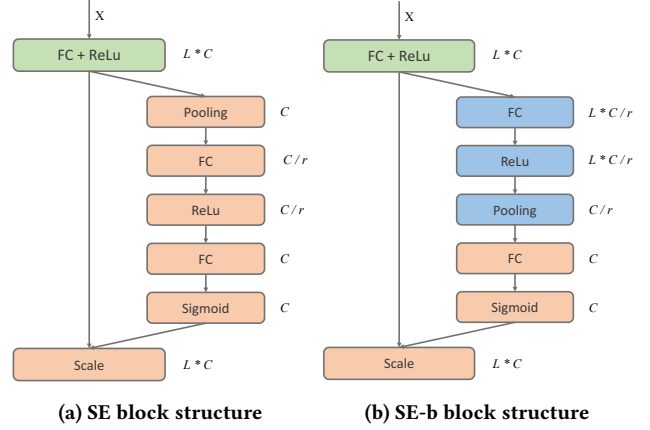 X
FC + ReLu
L * C
Pooling
C
FC
C / r
ReLu
C / r
FC
C
Sigmoid
C
Scale
L * C
(a) SE block structure
X
FC + ReLu
L * C
FC
L * C / r
ReLu
L * C / r
Pooling
C / r
FC
C
Sigmoid
C
Scale
L * C
(b) SE-b block structure